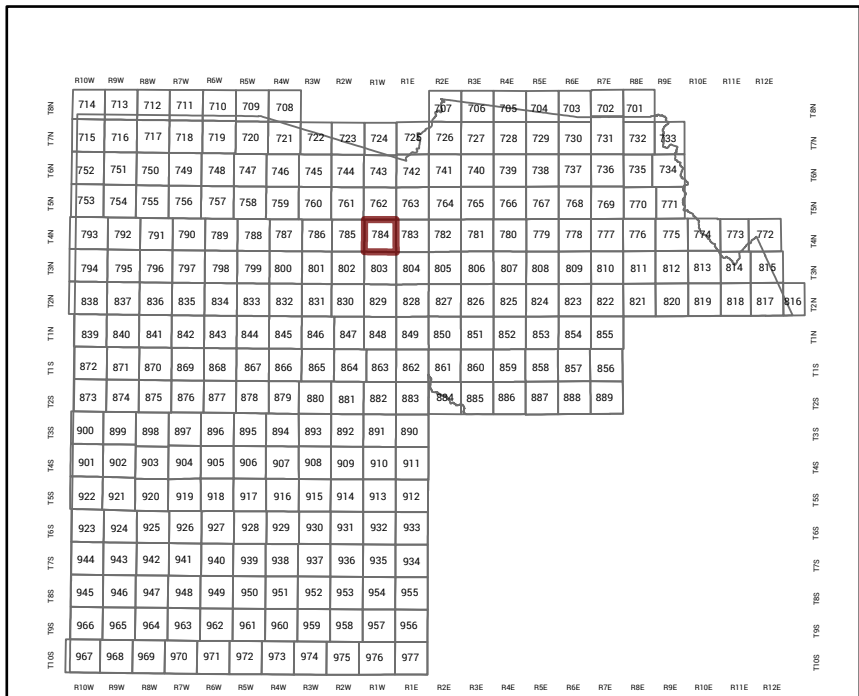 R10W R9W R8W R7W R6W R5W R4W R3W R2W R1W R1E R2E R3E R4E R5E R6E R7E R8E R9E R10E R11E R12E
T8N 714 713 712 711 710 709 708 707 706 705 704 703 702 701 T8N
T7N 715 716 717 718 719 720 721 722 723 724 725 726 727 728 729 730 731 732 733 T7N
T6N 752 751 750 749 748 747 746 745 744 743 742 741 740 739 738 737 736 735 734 T6N
T5N 753 754 755 756 757 758 759 760 761 762 763 764 765 766 767 768 769 770 771 T5N
T4N 793 792 791 790 789 788 787 786 785 784 783 782 781 780 779 778 777 776 775 774 773 772 T4N
T3N 794 795 796 797 798 799 800 801 802 803 804 805 806 807 808 809 810 811 812 813 814 815 T3N
T2N 838 837 836 835 834 833 832 831 830 829 828 827 826 825 824 823 822 821 820 819 818 817 816 T2N
T1N 839 840 841 842 843 844 845 846 847 848 849 850 851 852 853 854 855 T1N
T1S 872 871 870 869 868 867 866 865 864 863 862 861 860 859 858 857 856 T1S
T2S 873 874 875 876 877 878 879 880 881 882 883 884 885 886 887 888 889 T2S
T3S 900 899 898 897 896 895 894 893 892 891 890 T3S
T4S 901 902 903 904 905 906 907 908 909 910 911 T4S
T5S 922 921 920 919 918 917 916 915 914 913 912 T5S
T6S 923 924 925 926 927 928 929 930 931 932 933 T6S
T7S 944 943 942 941 940 939 938 937 936 935 934 T7S
T8S 945 946 947 948 949 950 951 952 953 954 955 T8S
T9S 966 965 964 963 962 961 960 959 958 957 956 T9S
T10S 967 968 969 970 971 972 973 974 975 976 977 T10S
R10W R9W R8W R7W R6W R5W R4W R3W R2W R1W R1E R2E R3E R4E R5E R6E R7E R8E R9E R10E R11E R12E